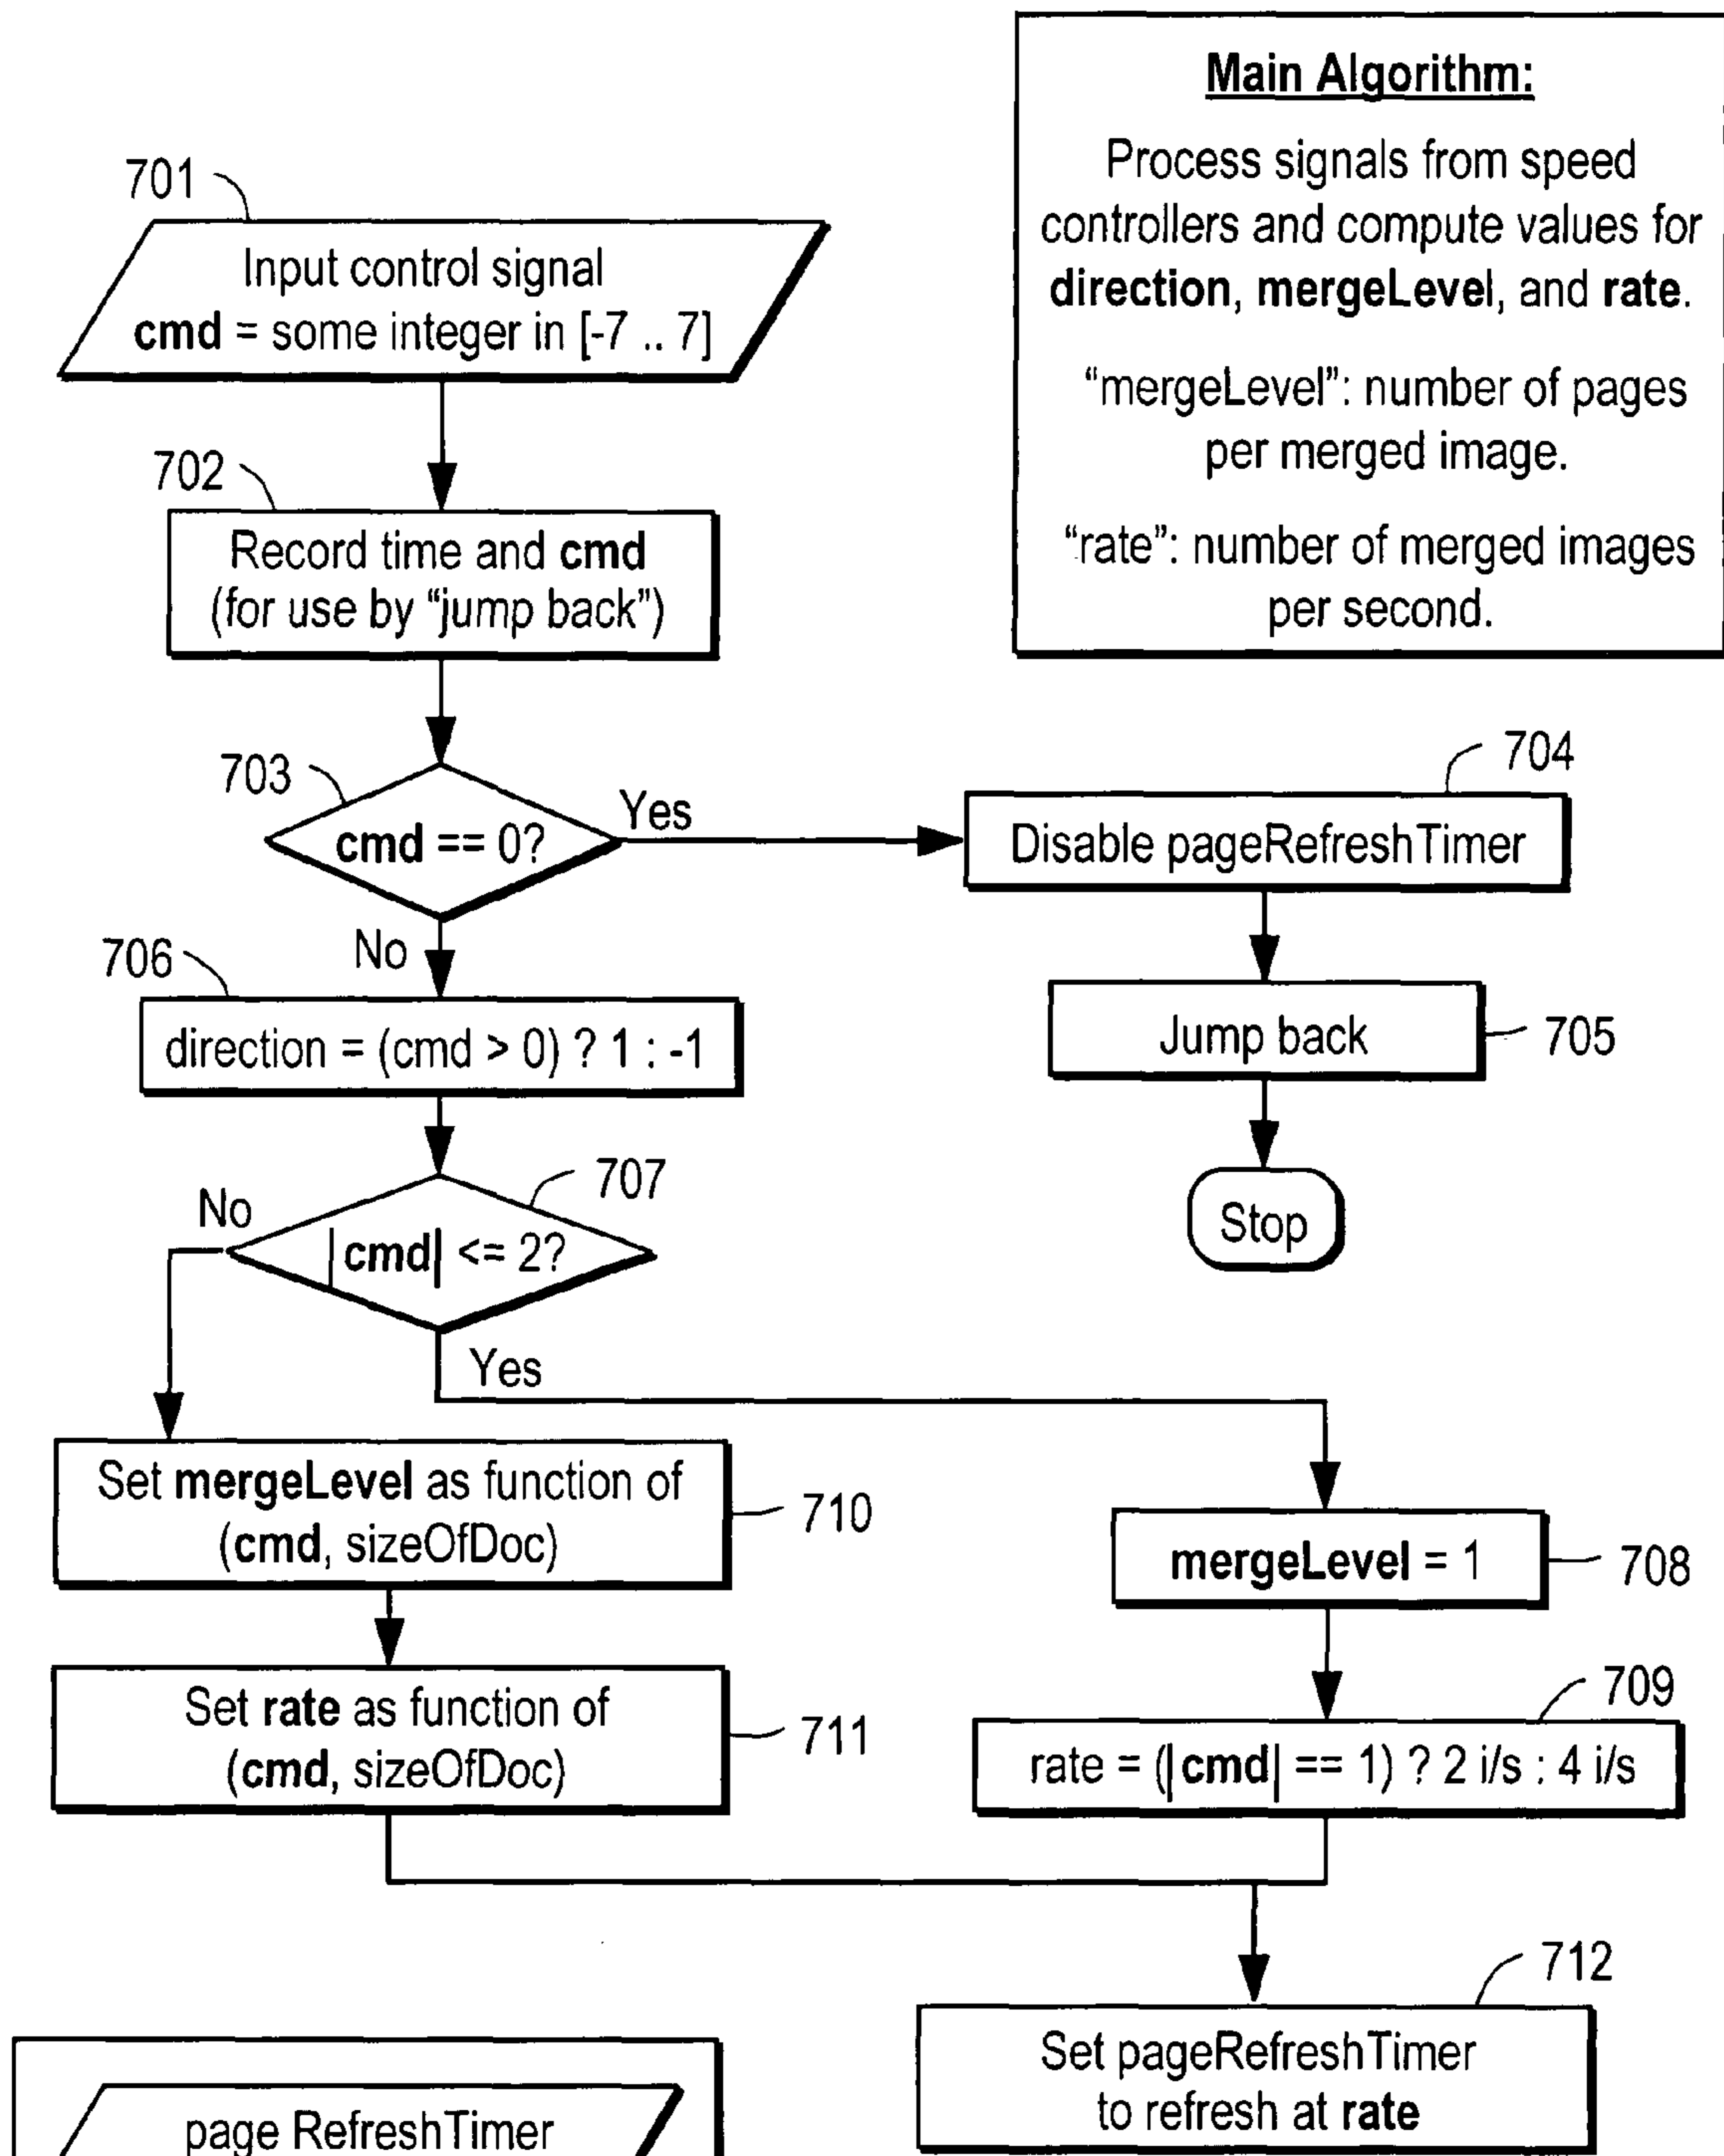 Main Algorithm:
Process signals from speed
controllers and compute values for
direction, mergeLevel, and rate.
“mergeLevel”: number of pages
per merged image.
“rate”: number of merged images
per second.
701
Input control signal
cmd = some integer in [-7 .. 7]
702
Record time and cmd
(for use by “jump back”)
703
cmd == 0?
Yes
704
Disable pageRefreshTimer
No
706
direction = (cmd > 0) ? 1 : -1
Jump back
705
Stop
707
|cmd| <= 2?
No
Yes
Set mergeLevel as function of
(cmd, sizeOfDoc)
710
mergeLevel = 1
708
Set rate as function of
(cmd, sizeOfDoc)
711
709
rate = (|cmd| == 1) ? 2 i/s : 4 i/s
712
Set pageRefreshTimer
to refresh at rate
page RefreshTimer